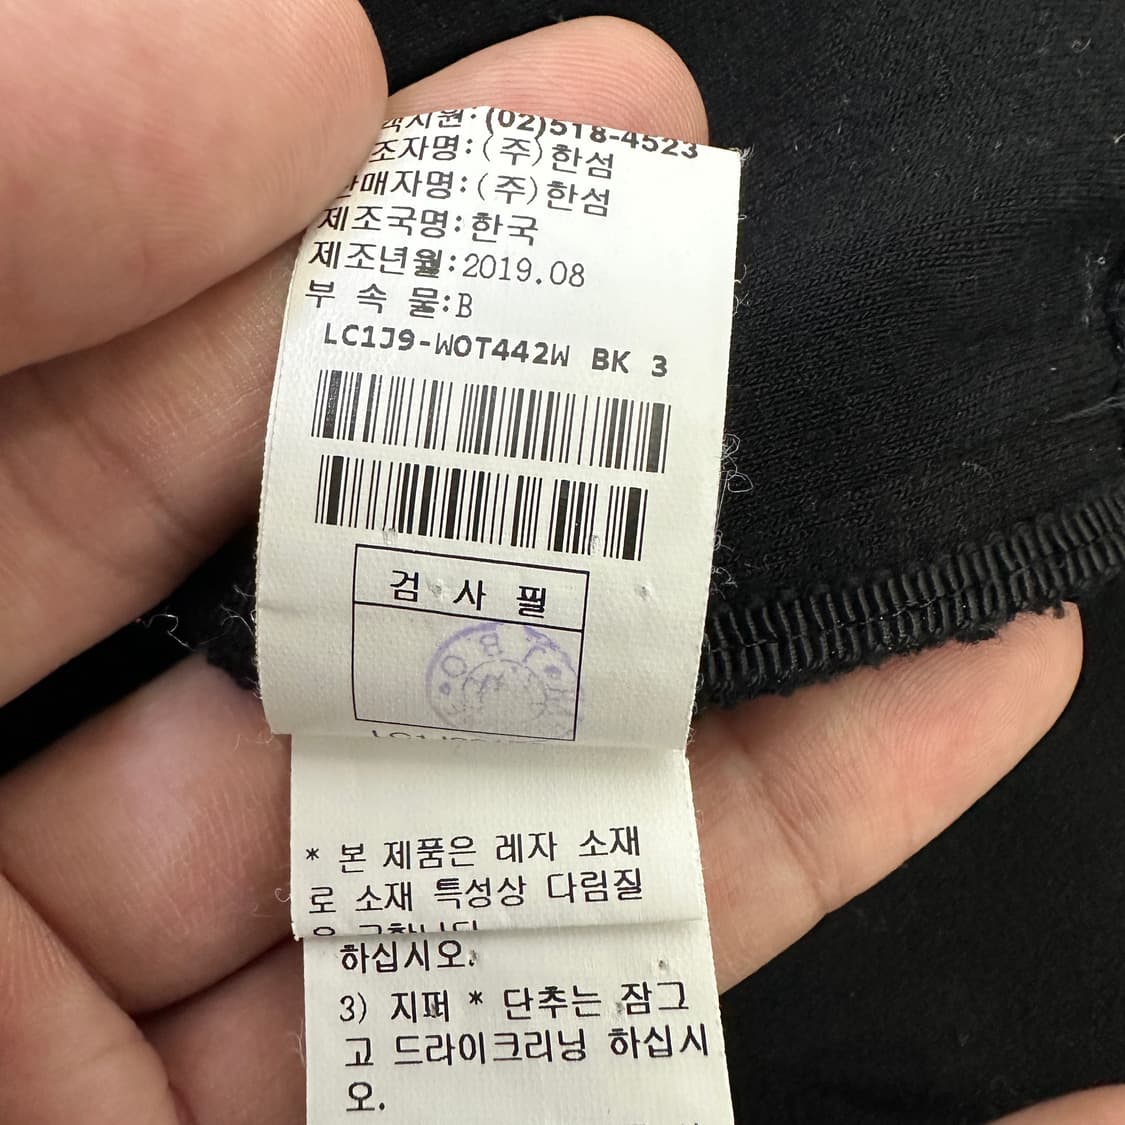 (02)518-4523
조자명:(주)한섬
판매자명:(주)한섬
제조국명:한국
제조년월:2019.08
부 속 물:B
LC1J9-WOT442W BK 3
검 사 필
* 본 제품은 레자 소재
로 소재 특성상 다림질
하십시오.
3) 지퍼 * 단추는 잠그
고 드라이크리닝 하십시
오.